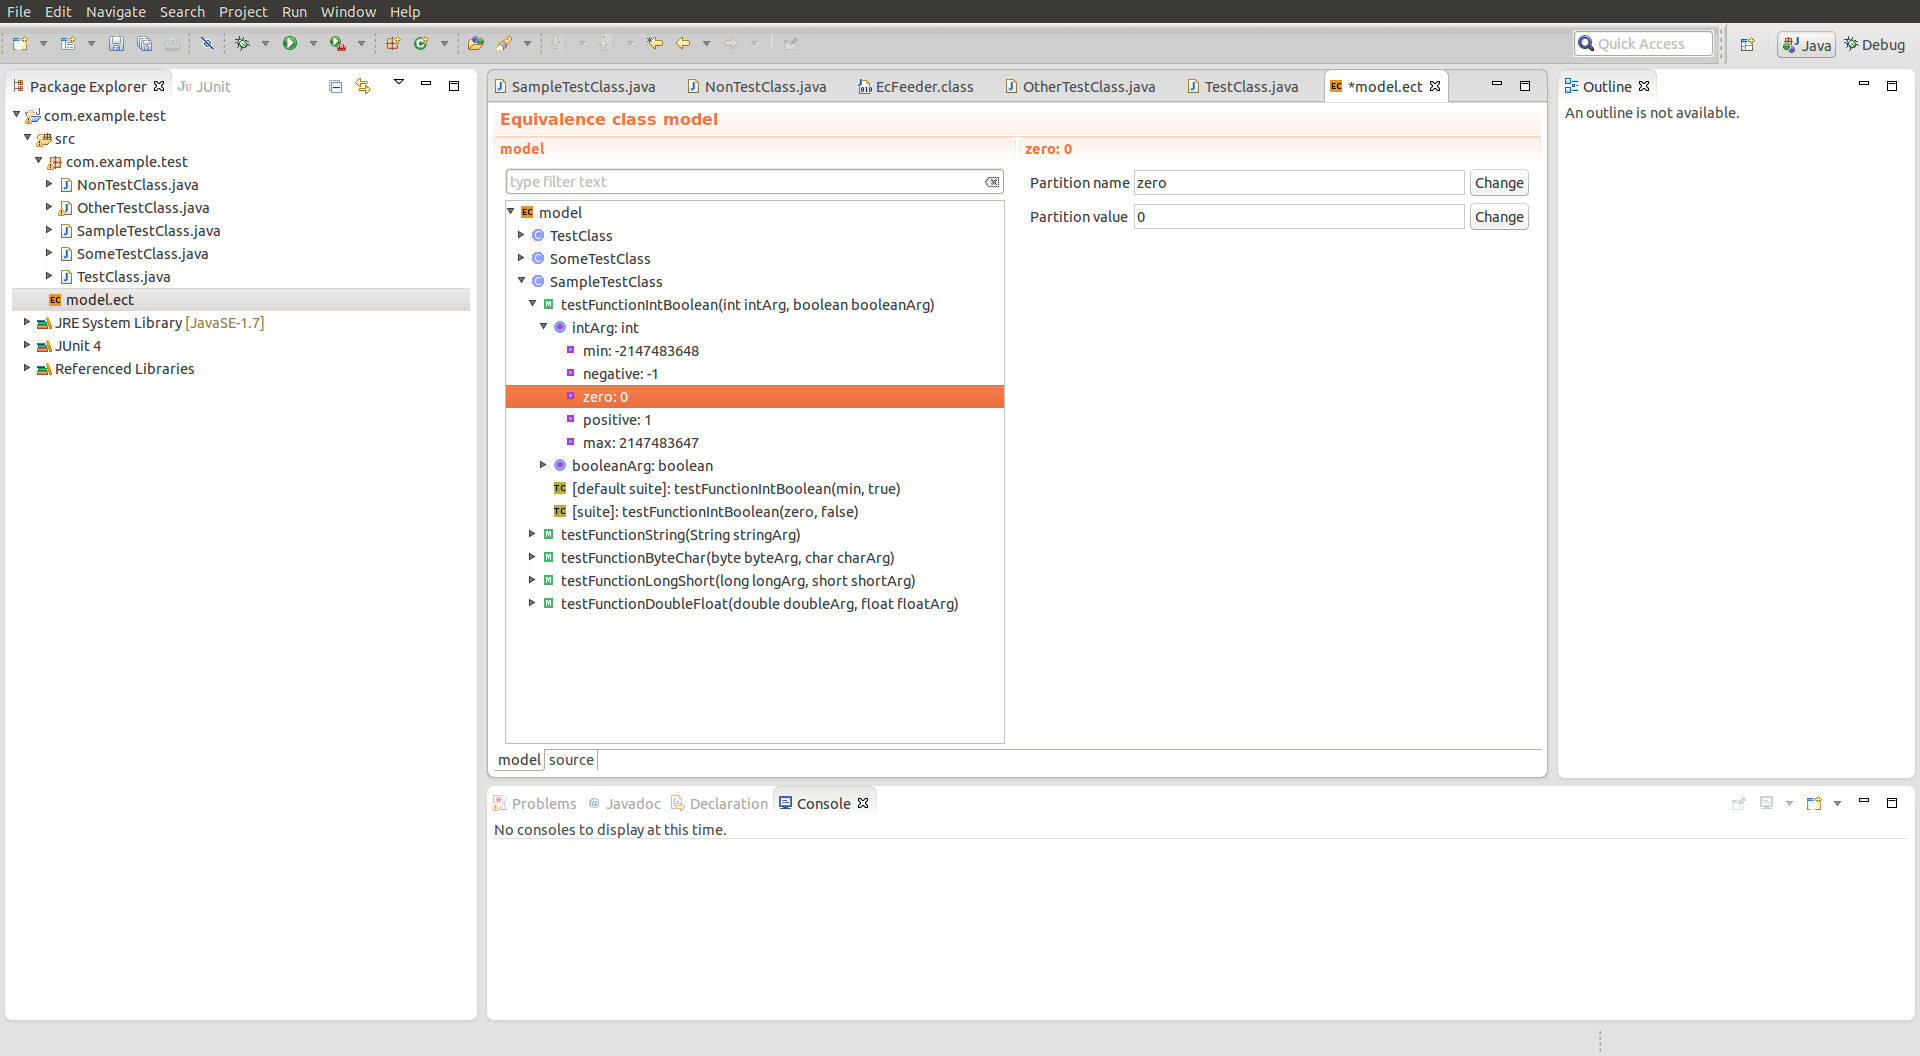 File Edit Navigate Search Project Run Window Help
Quick Access
Java
Debug
Package Explorer
JUnit
com.example.test
src
com.example.test
NonTestClass.java
OtherTestClass.java
SampleTestClass.java
SomeTestClass.java
TestClass.java
model.ect
JRE System Library [JavaSE-1.7]
JUnit 4
Referenced Libraries
SampleTestClass.java NonTestClass.java EcFeeder.class OtherTestClass.java TestClass.java *model.ect
Equivalence class model
model
type filter text
model
TestClass
SomeTestClass
SampleTestClass
testFunctionIntBoolean(int intArg, boolean booleanArg)
intArg: int
min: -2147483648
negative: -1
zero: 0
positive: 1
max: 2147483647
booleanArg: boolean
[default suite]: testFunctionIntBoolean(min, true)
[suite]: testFunctionIntBoolean(zero, false)
testFunctionString(String stringArg)
testFunctionByteChar(byte byteArg, char charArg)
testFunctionLongShort(long longArg, short shortArg)
testFunctionDoubleFloat(double doubleArg, float floatArg)
model source
zero: 0
Partition name zero Change
Partition value 0 Change
Outline
An outline is not available.
Problems Javadoc Declaration Console
No consoles to display at this time.